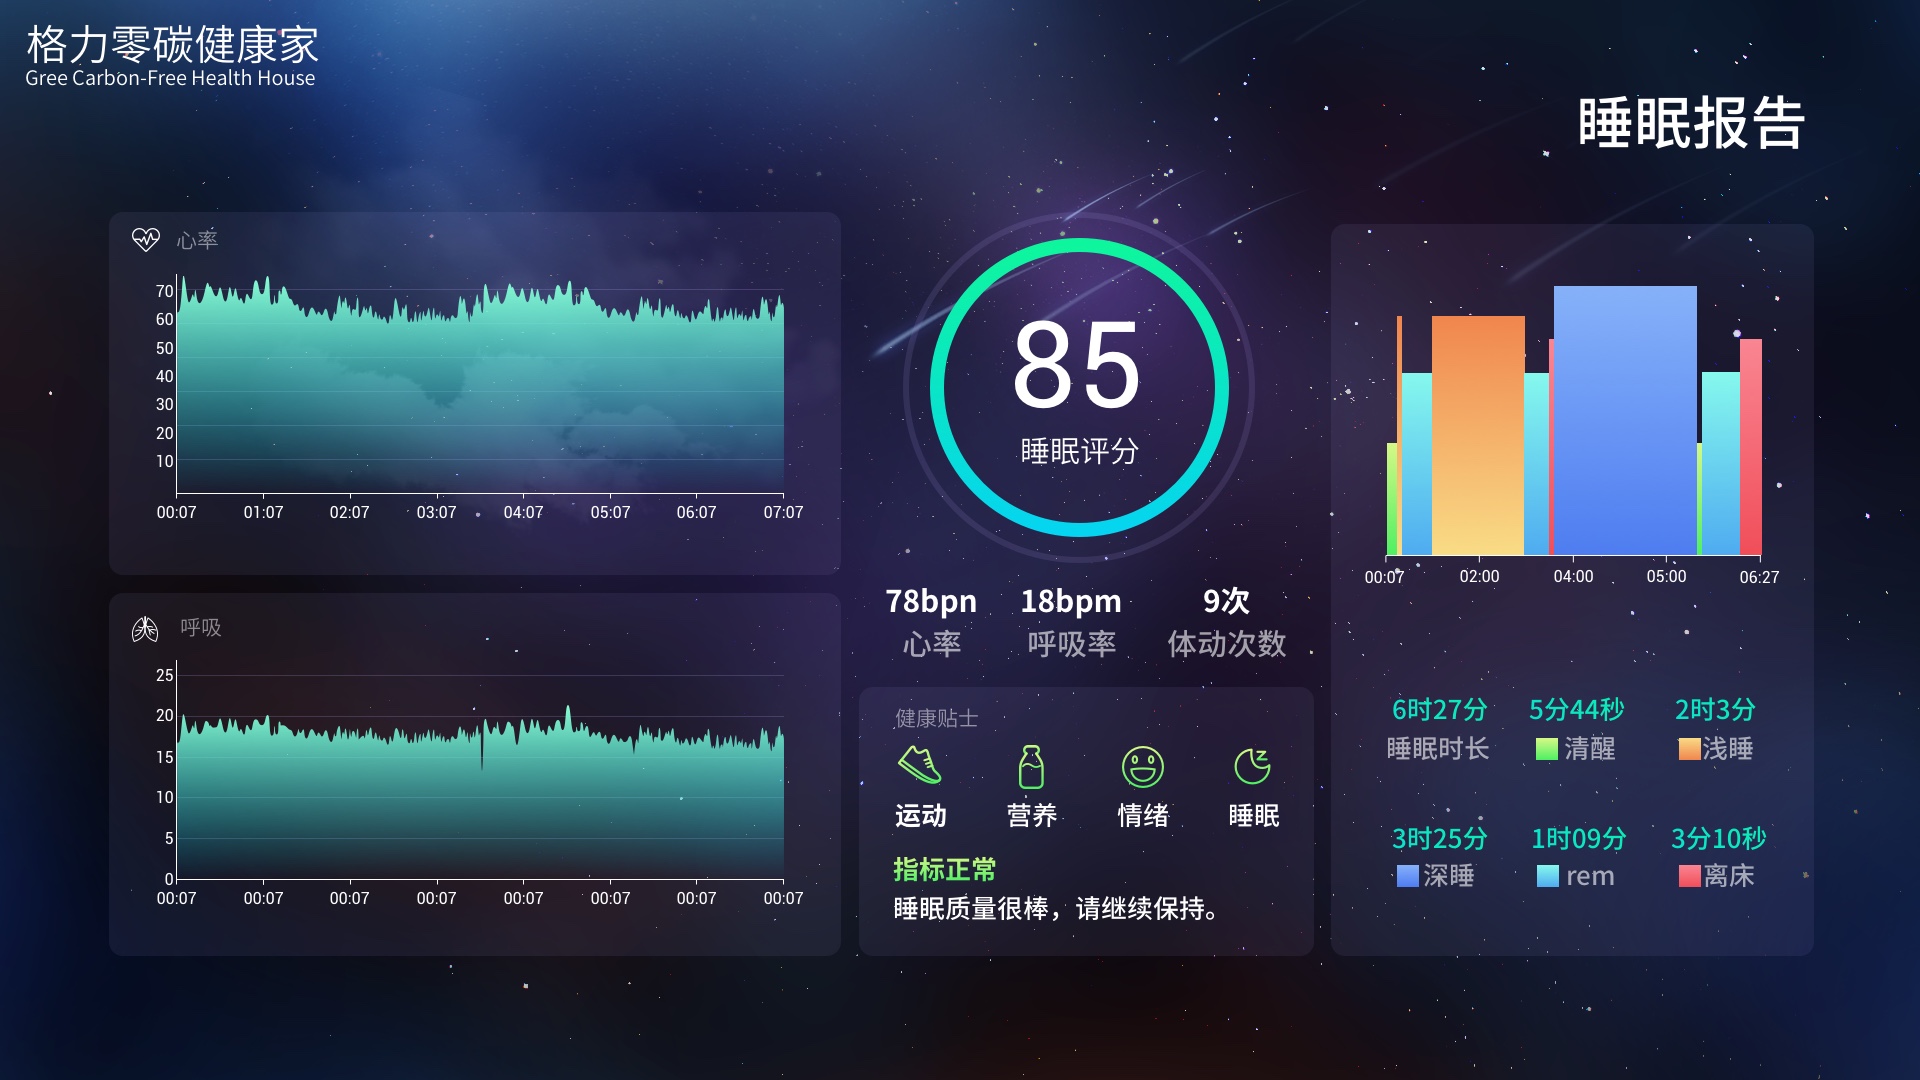 格力零碳健康家
Gree Carbon-Free Health House
睡眠报告
心率
70
60
50
40
30
20
10
00:07 01:07 02:07 03:07 04:07 05:07 06:07 07:07
呼吸
25
20
15
10
5
0
00:07 00:07 00:07 00:07 00:07 00:07 00:07 00:07
85
睡眠评分
78bpn 18bpm 9次
心率 呼吸率 体动次数
健康贴士
运动 营养 情绪 睡眠
指标正常
睡眠质量很棒，请继续保持。
00:07 02:00 04:00 05:00 06:27
6时27分 5分44秒 2时3分
睡眠时长 清醒 浅睡
3时25分 1时09分 3分10秒
深睡 rem 离床